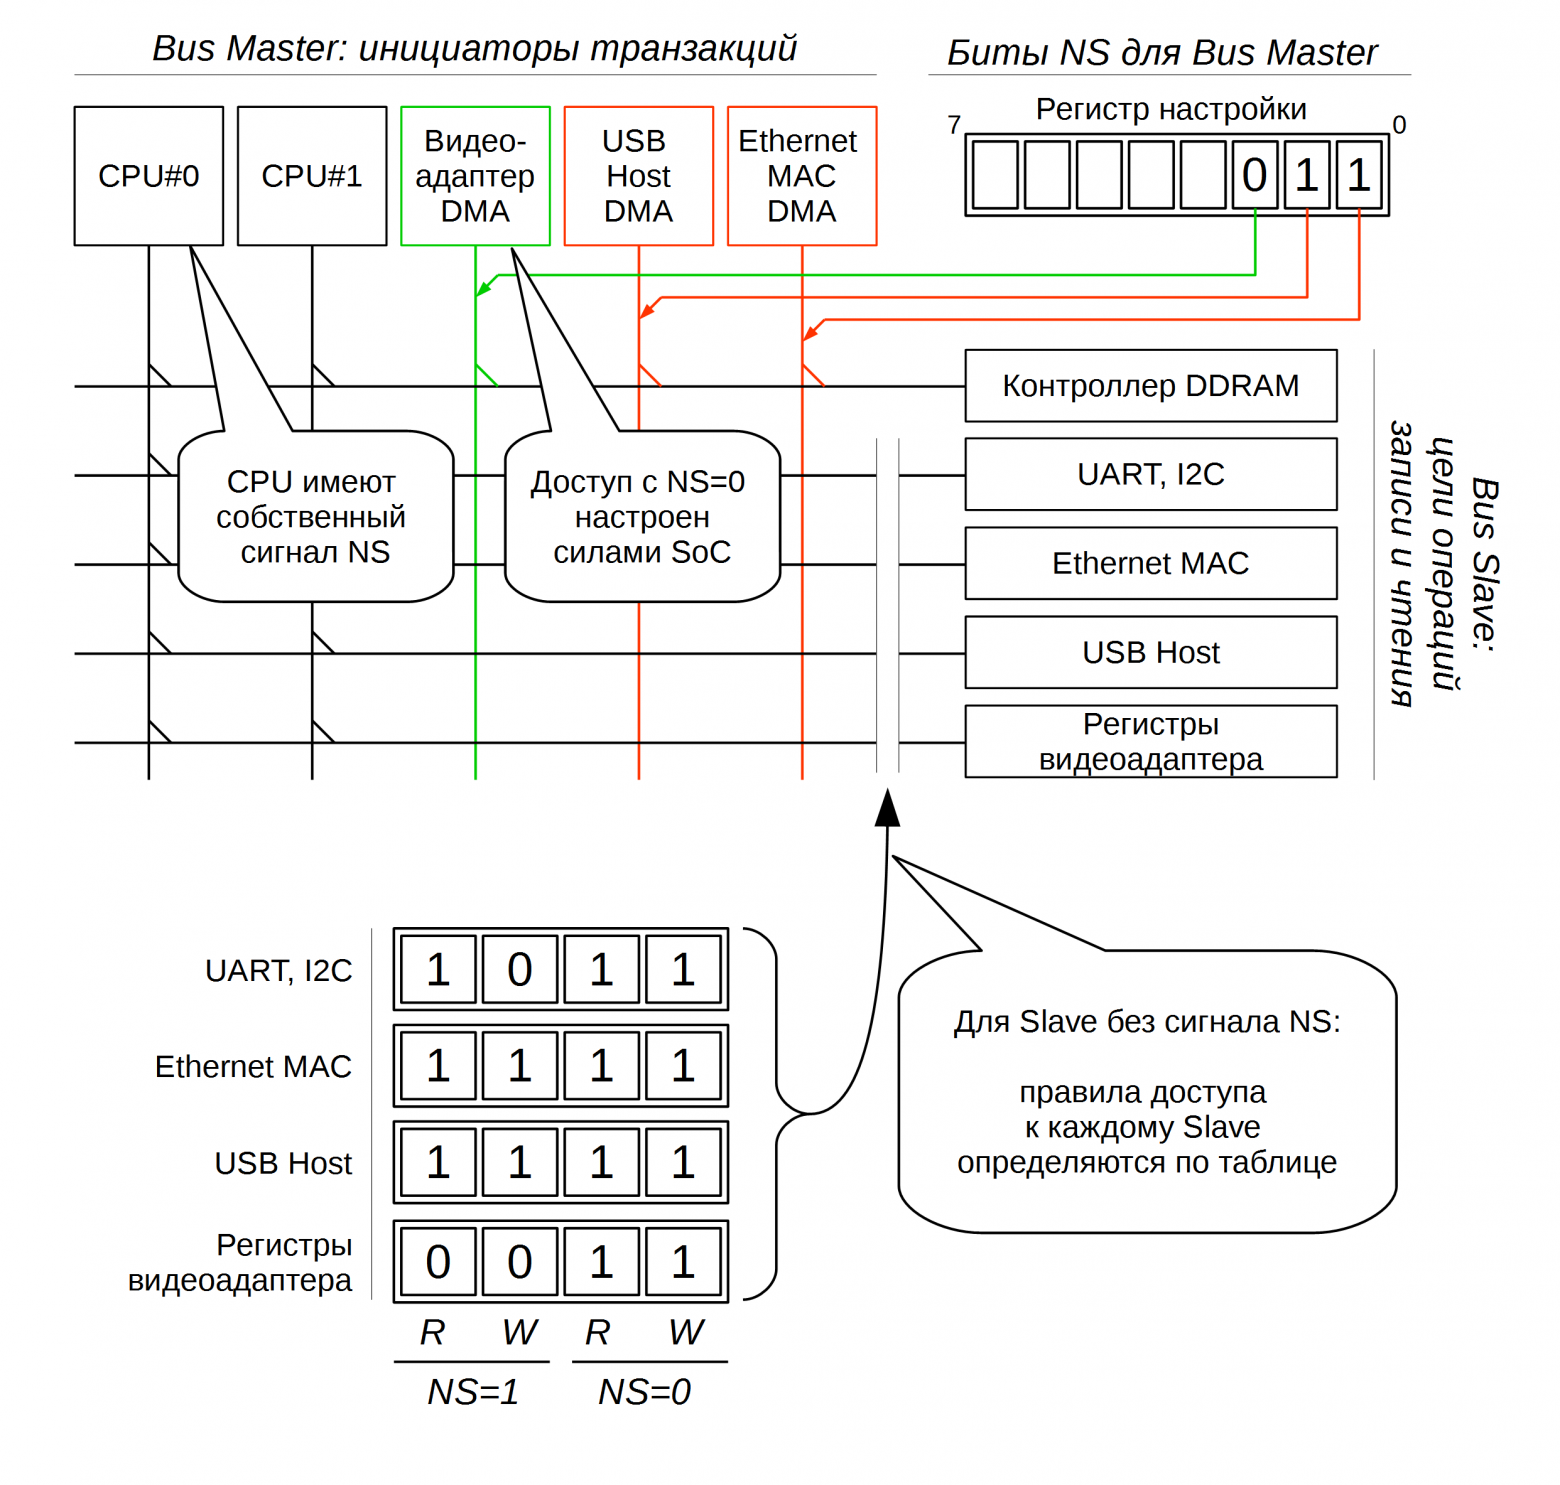 Bus Master: инициаторы транзакций
Биты NS для Bus Master
CPU#0
CPU#1
Видео-
адаптер
DMA
USB
Host
DMA
Ethernet
MAC
DMA
Регистр настройки
7
0
0 1 1
Контроллер DDRAM
UART, I2C
Ethernet MAC
USB Host
Регистры
видеоадаптера
Bus Slave:
цели операций
записи и чтения
CPU имеют
собственный
сигнал NS
Доступ с NS=0
настроен
силами SoC
UART, I2C
1 0 1 1
Ethernet MAC
1 1 1 1
USB Host
1 1 1 1
Регистры
видеоадаптера
0 0 1 1
R W R W
NS=1 NS=0
Для Slave без сигнала NS:
правила доступа
к каждому Slave
определяются по таблице